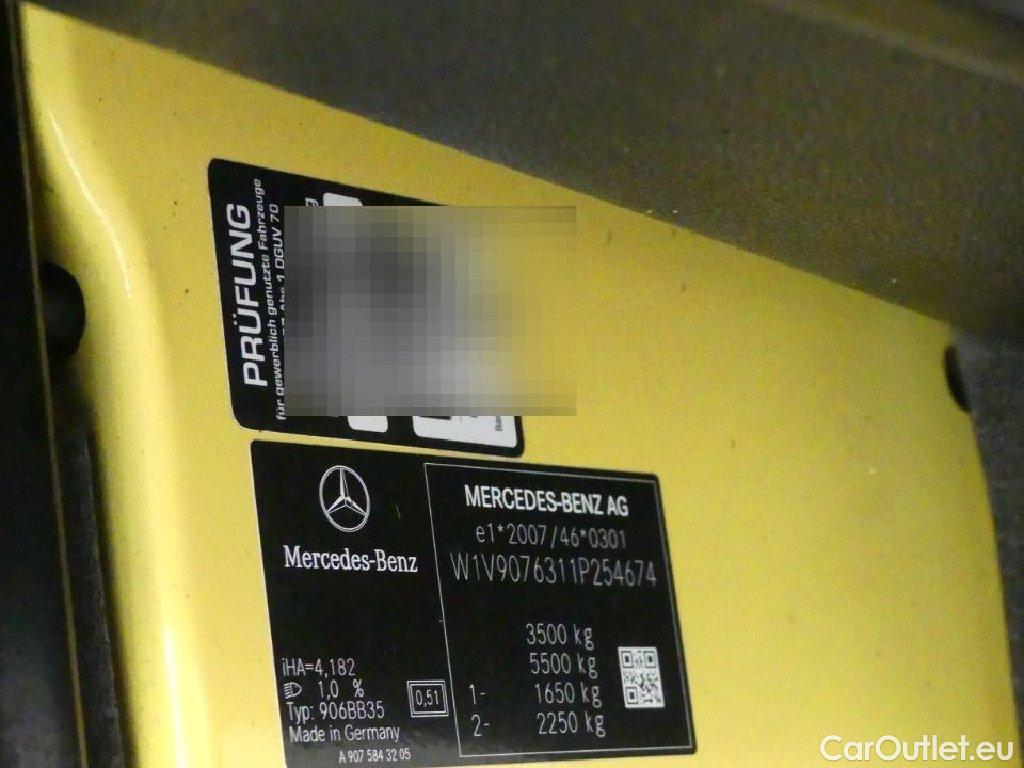 PRÜFUNG
für gewerblich genutzte Fahrzeuge
DGUV 70
Mercedes-Benz
iHA=4,182
1,0 %
0,51
Typ: 906BB35
Made in Germany
A 907 584 32 05
MERCEDES-BENZ AG
e1*2007/46*0301
W1V9076311P254674
3500 kg
5500 kg
1- 1650 kg
2- 2250 kg
CarOutlet.eu